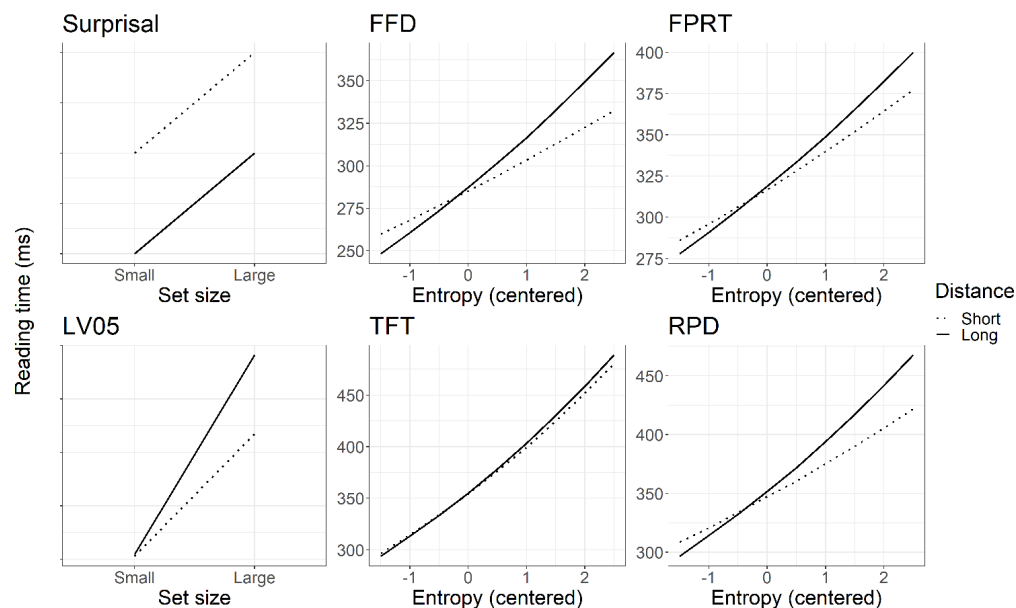 Surprisal
FFD
FPRT
Small
Large
Set size
350
325
300
275
250
-1
0
1
2
Entropy (centered)
400
375
350
325
300
275
-1
0
1
2
Entropy (centered)
Reading time (ms)
Distance
Short
Long
LV05
TFT
RPD
Small
Large
Set size
450
400
350
300
-1
0
1
2
Entropy (centered)
450
400
350
300
-1
0
1
2
Entropy (centered)